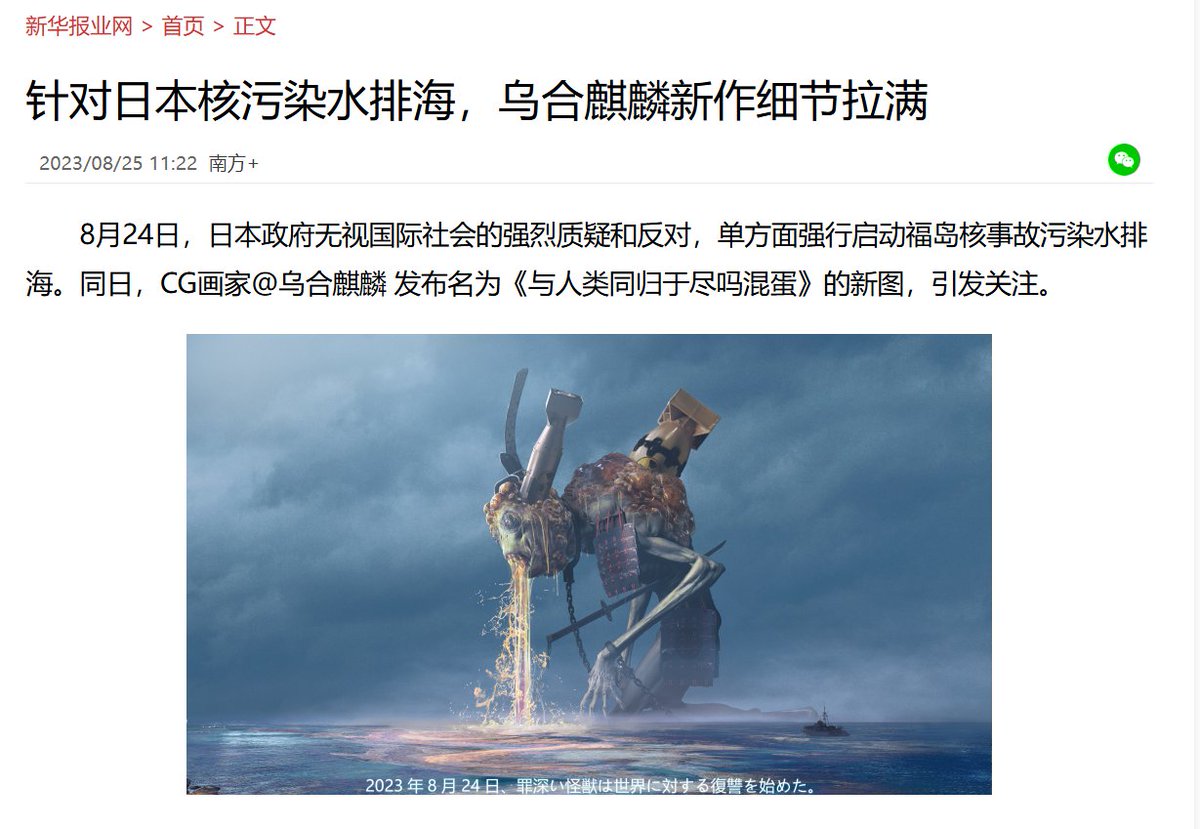 新华报业网 > 首页 > 正文
针对日本核污染水排海，乌合麒麟新作细节拉满
2023/08/25 11:22 南方+
8月24日，日本政府无视国际社会的强烈质疑和反对，单方面强行启动福岛核事故污染水排
海。同日，CG画家@乌合麒麟 发布名为《与人类同归于尽吗混蛋》的新图，引发关注。
2023年8月24日、罪深い怪獣は世界に対する復讐を始めた。